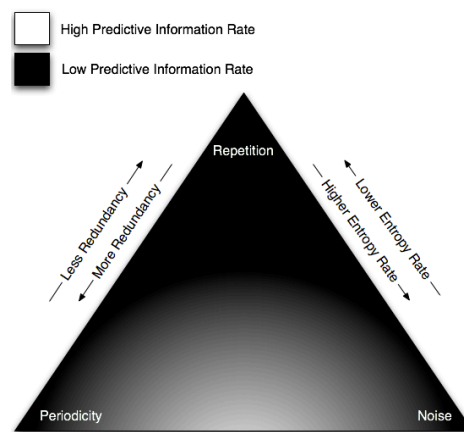 High Predictive Information Rate
Low Predictive Information Rate
Repetition
Less Redundancy
More Redundancy
Lower Entropy Rate
Higher Entropy Rate
Periodicity
Noise